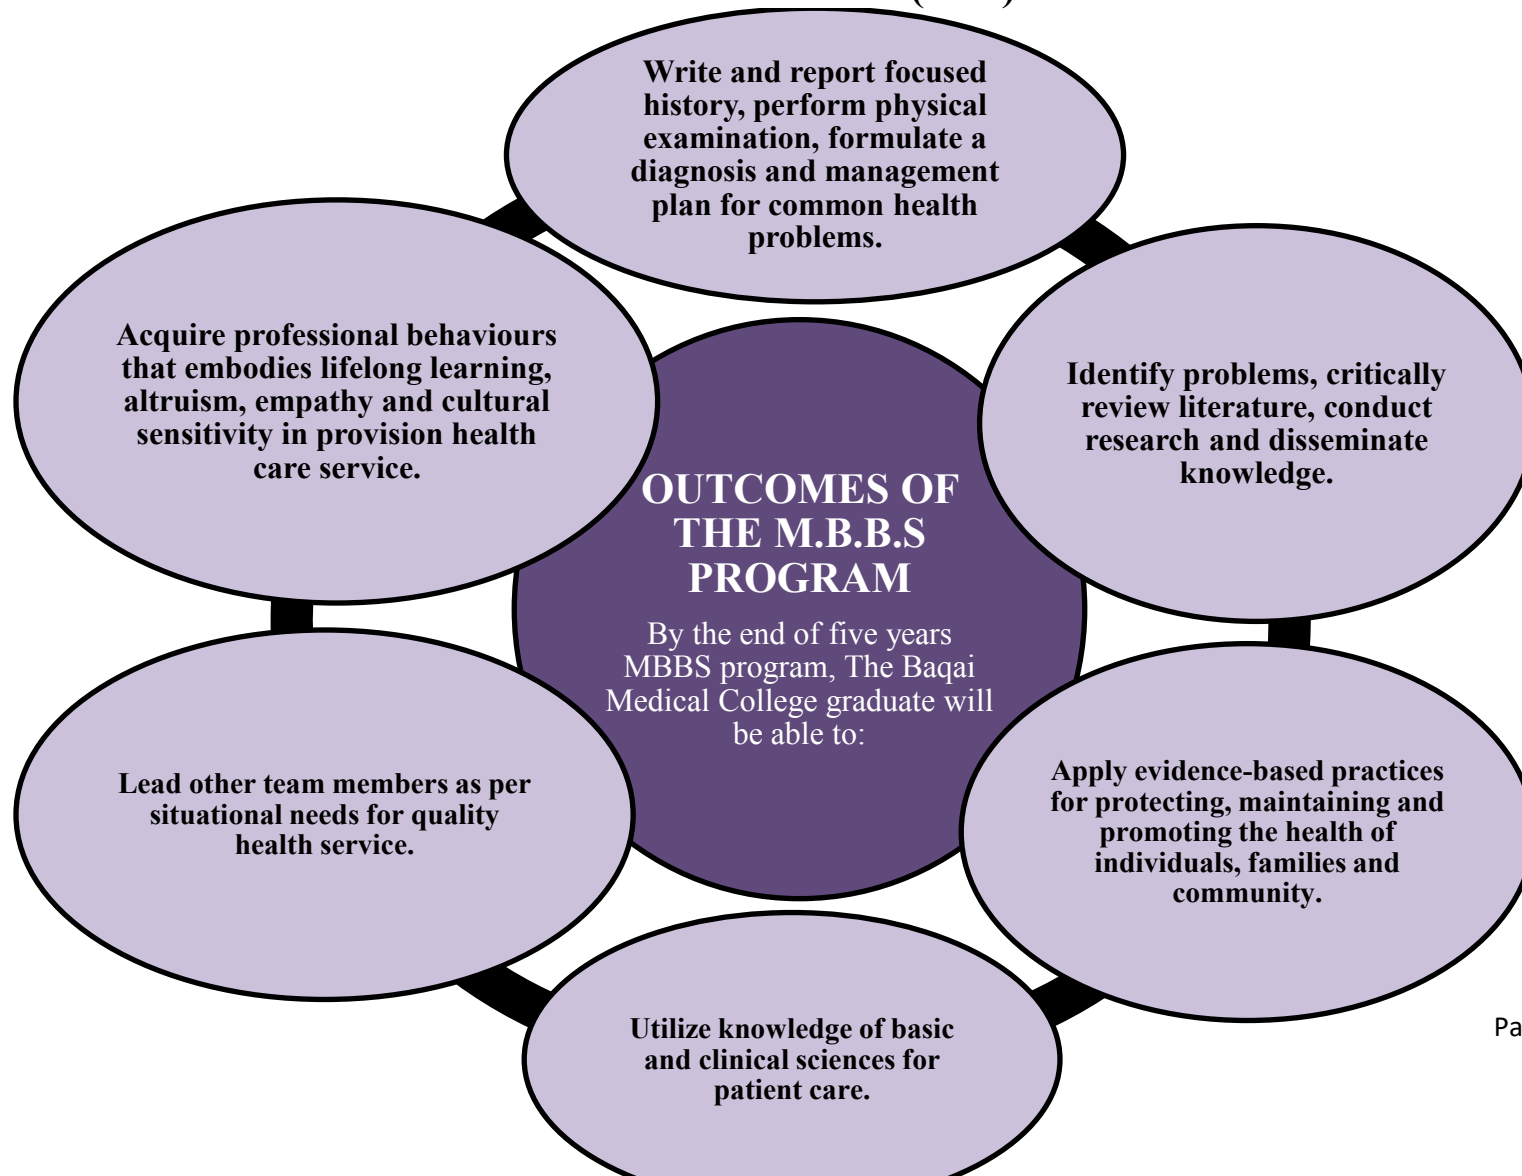 Write and report focused
history, perform physical
examination, formulate a
diagnosis and management
plan for common health
problems.
Identify problems, critically
review literature, conduct
research and disseminate
knowledge.
Apply evidence-based practices
for protecting, maintaining and
promoting the health of
individuals, families and
community.
Utilize knowledge of basic
and clinical sciences for
patient care.
Lead other team members as per
situational needs for quality
health service.
Acquire professional behaviours
that embodies lifelong learning,
altruism, empathy and cultural
sensitivity in provision health
care service.
OUTCOMES OF
THE M.B.B.S
PROGRAM
By the end of five years
MBBS program, The Baqai
Medical College graduate will
be able to:
Pa